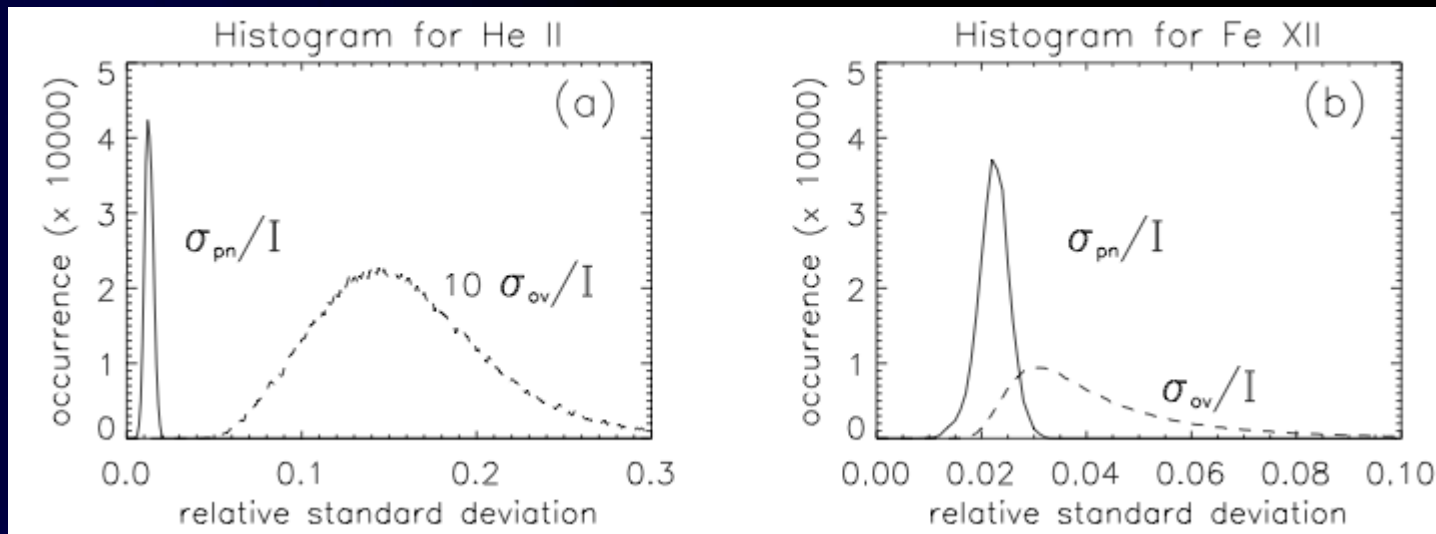 Histogram for He II
(a)
occurrence (x 10000)
5
4
3
2
1
0
σpn/I
10 σov/I
0.0 0.1 0.2 0.3
relative standard deviation
Histogram for Fe XII
(b)
occurrence (x 10000)
5
4
3
2
1
0
σpn/I
σov/I
0.00 0.02 0.04 0.06 0.08 0.10
relative standard deviation